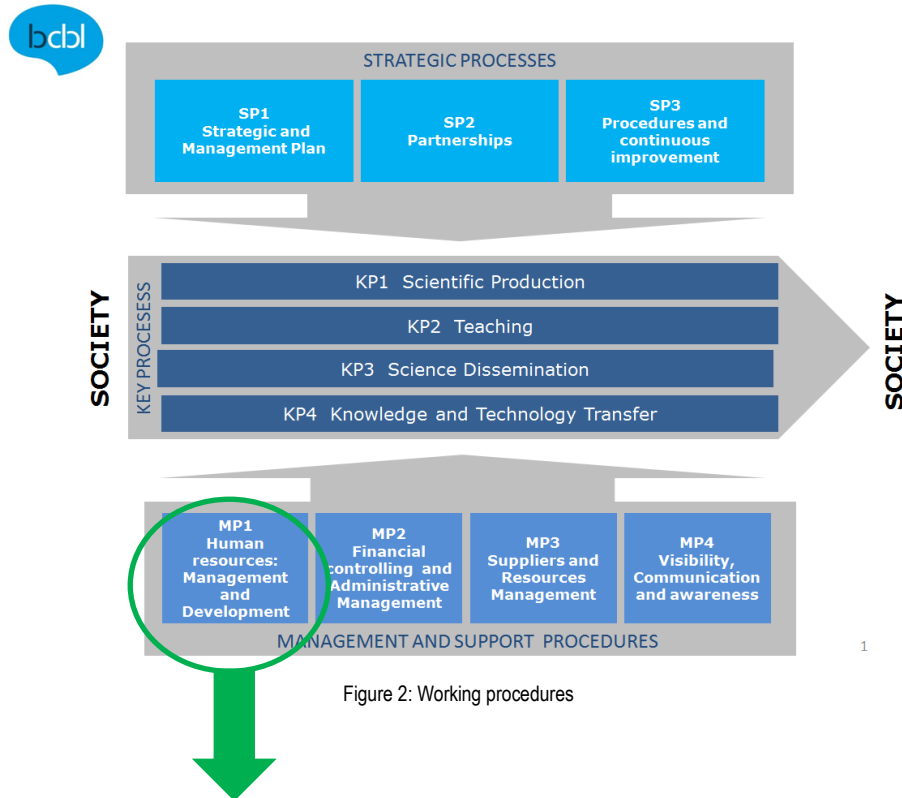 bcbl
STRATEGIC PROCESSES
SP1
Strategic and
Management Plan
SP2
Partnerships
SP3
Procedures and
continuous
improvement
SOCIETY
KEY PROCESESS
KP1 Scientific Production
KP2 Teaching
KP3 Science Dissemination
KP4 Knowledge and Technology Transfer
SOCIETY
MP1
Human
resources:
Management
and
Development
MP2
Financial
controlling and
Administrative
Management
MP3
Suppliers and
Resources
Management
MP4
Visibility,
Communication
and awareness
MANAGEMENT AND SUPPORT PROCEDURES
1
Figure 2: Working procedures